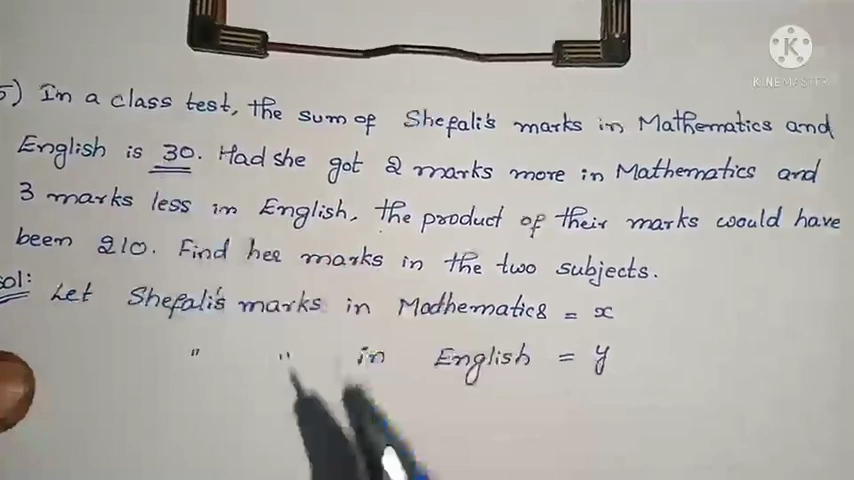 KINEMASTER
5) In a class test, the sum of Shefali's marks in Mathematics and
English is 30. Had she got 2 marks more in Mathematics and
3 marks less in English, the product of their marks would have
been 210. Find her marks in the two subjects.
sol: Let Shefali's marks in Mathematics = x
" " in English = y